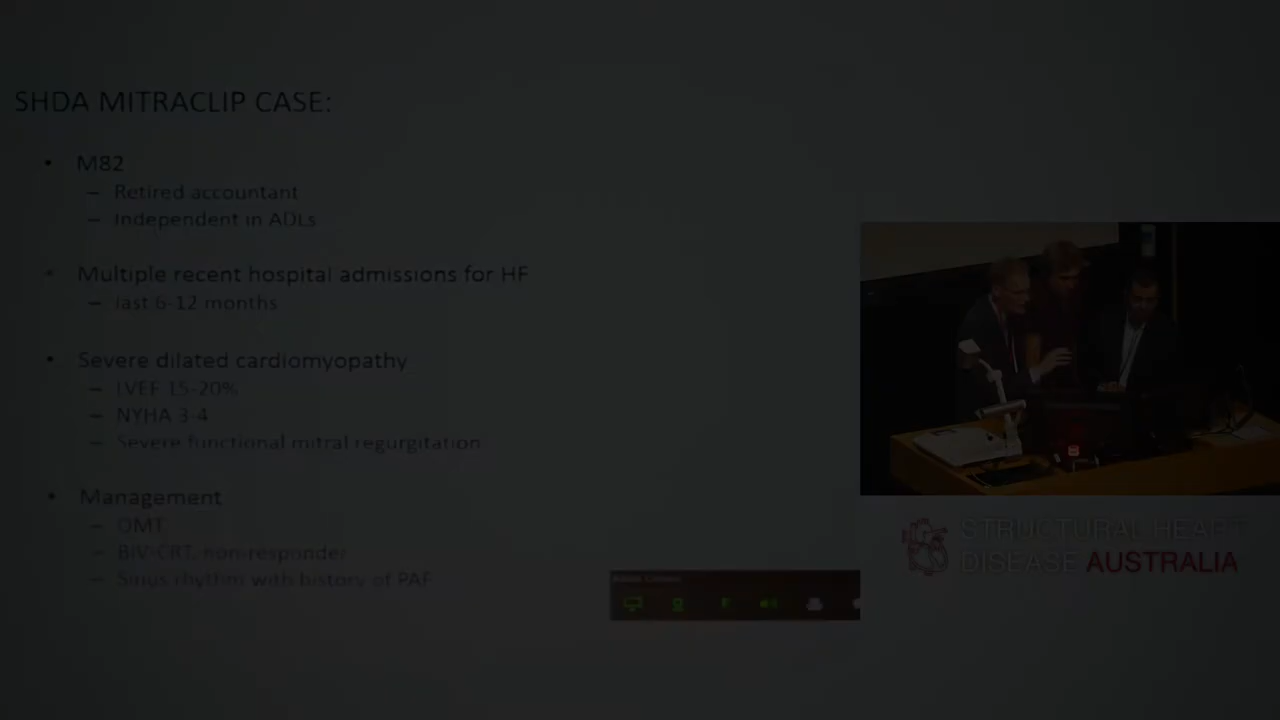 SHDA MITRACLIP CASE:
• M82
– Retired accountant
– Independent in ADLs
• Multiple recent hospital admissions for HF
– last 6-12 months
• Severe dilated cardiomyopathy
– LVEF 15-20%
– NYHA 3-4
– Severe functional mitral regurgitation
• Management
– OMT
– BiV-CRT, non-responder
– Sinus rhythm with history of PAF
STRUCTURAL HEART
DISEASE AUSTRALIA